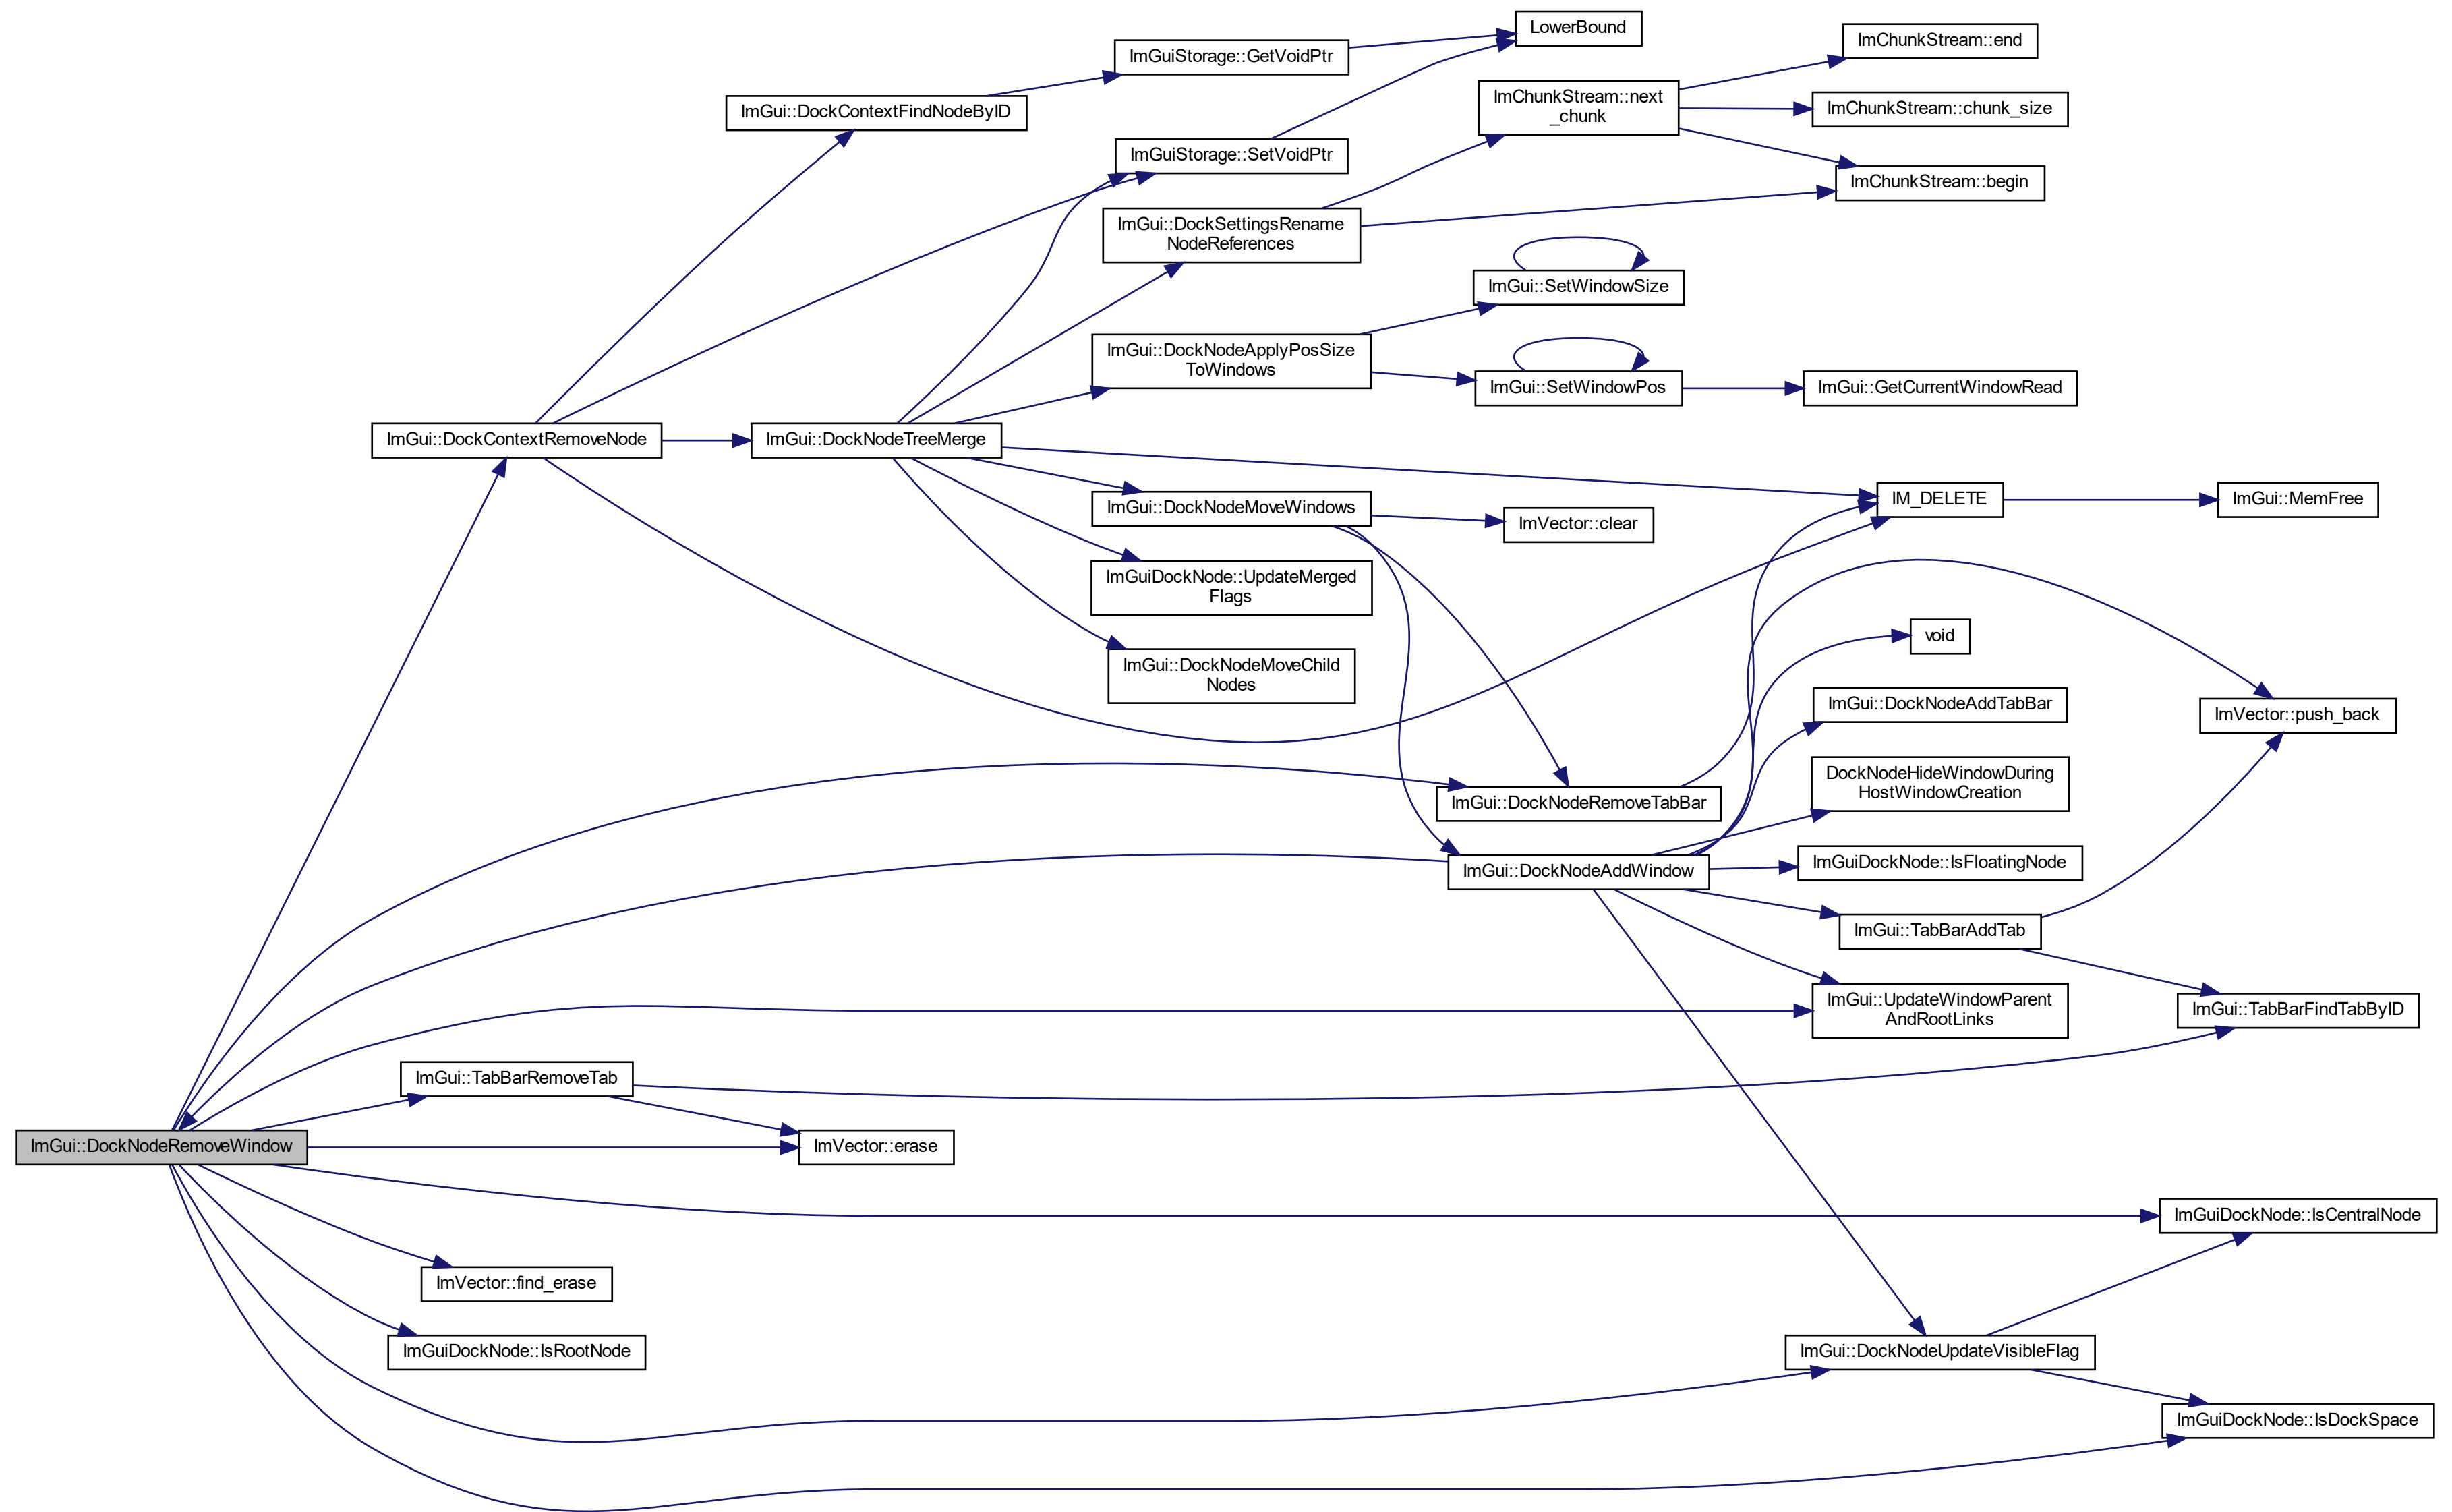 LowerBound
ImChunkStream::end
ImGuiStorage::GetVoidPtr
ImChunkStream::next
_chunk
ImChunkStream::chunk_size
ImGui::DockContextFindNodeByID
ImGuiStorage::SetVoidPtr
ImChunkStream::begin
ImGui::DockSettingsRename
NodeReferences
ImGui::SetWindowSize
ImGui::DockNodeApplyPosSize
ToWindows
ImGui::SetWindowPos
ImGui::GetCurrentWindowRead
ImGui::DockContextRemoveNode
ImGui::DockNodeTreeMerge
ImGui::DockNodeMoveWindows
IM_DELETE
ImGui::MemFree
ImVector::clear
ImGuiDockNode::UpdateMerged
Flags
void
ImGui::DockNodeMoveChild
Nodes
ImGui::DockNodeAddTabBar
ImVector::push_back
DockNodeHideWindowDuring
HostWindowCreation
ImGui::DockNodeRemoveTabBar
ImGui::DockNodeAddWindow
ImGuiDockNode::IsFloatingNode
ImGui::TabBarAddTab
ImGui::UpdateWindowParent
AndRootLinks
ImGui::TabBarFindTabByID
ImGui::TabBarRemoveTab
ImGui::DockNodeRemoveWindow
ImVector::erase
ImGuiDockNode::IsCentralNode
ImVector::find_erase
ImGuiDockNode::IsRootNode
ImGui::DockNodeUpdateVisibleFlag
ImGuiDockNode::IsDockSpace